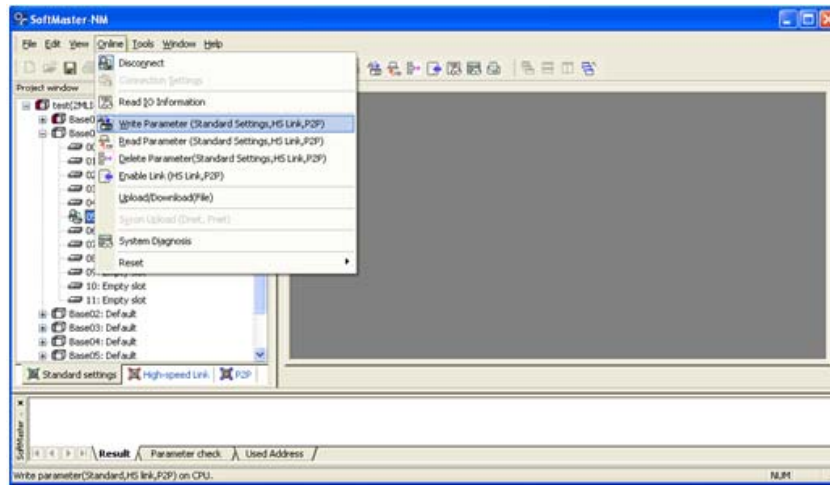 SoftMaster-NM
File Edit View Online Tools Window Help
Disconnect
Connection Settings
Project window
Read IO Information
Write Parameter (Standard Settings,HS Link,P2P)
Read Parameter (Standard Settings,HS Link,P2P)
Delete Parameter(Standard Settings,HS Link,P2P)
Enable Link (HS Link,P2P)
Upload/Download(File)
Sycon Upload (Dnet, Pnet)
System Diagnosis
Reset
10: Empty slot
11: Empty slot
Base02: Default
Base03: Default
Base04: Default
Base05: Default
Standard settings High-speed Link P2P
SoftMaster
Result Parameter check Used Address
Write parameter(Standard,HS link,P2P) on CPU. NUM